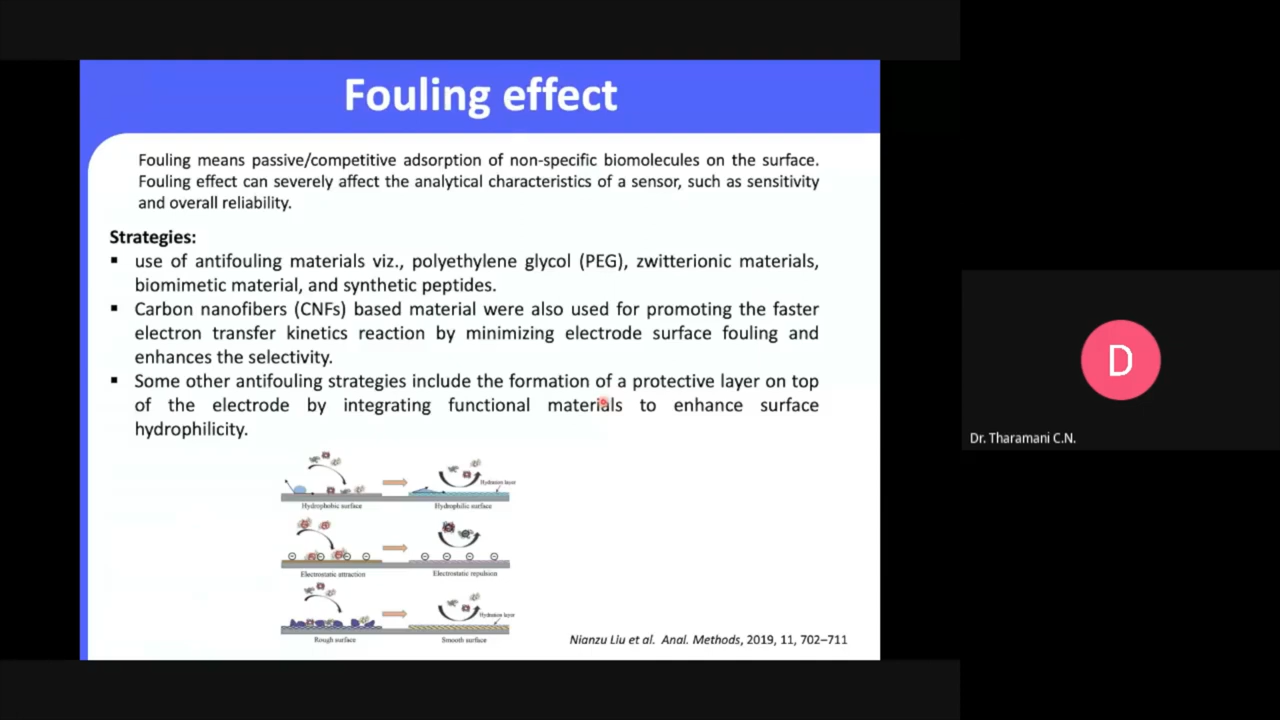 Fouling effect
Fouling means passive/competitive adsorption of non-specific biomolecules on the surface.
Fouling effect can severely affect the analytical characteristics of a sensor, such as sensitivity
and overall reliability.
Strategies:
▪ use of antifouling materials viz., polyethylene glycol (PEG), zwitterionic materials,
biomimetic material, and synthetic peptides.
▪ Carbon nanofibers (CNFs) based material were also used for promoting the faster
electron transfer kinetics reaction by minimizing electrode surface fouling and
enhances the selectivity.
▪ Some other antifouling strategies include the formation of a protective layer on top
of the electrode by integrating functional materials to enhance surface
hydrophilicity.
Hydration layer
Hydrophobic surface
Hydrophilic surface
Electrostatic attraction
Electrostatic repulsion
Hydration layer
Rough surface
Smooth surface
Nianzu Liu et al. Anal. Methods, 2019, 11, 702–711
D
Dr. Tharamani C.N.